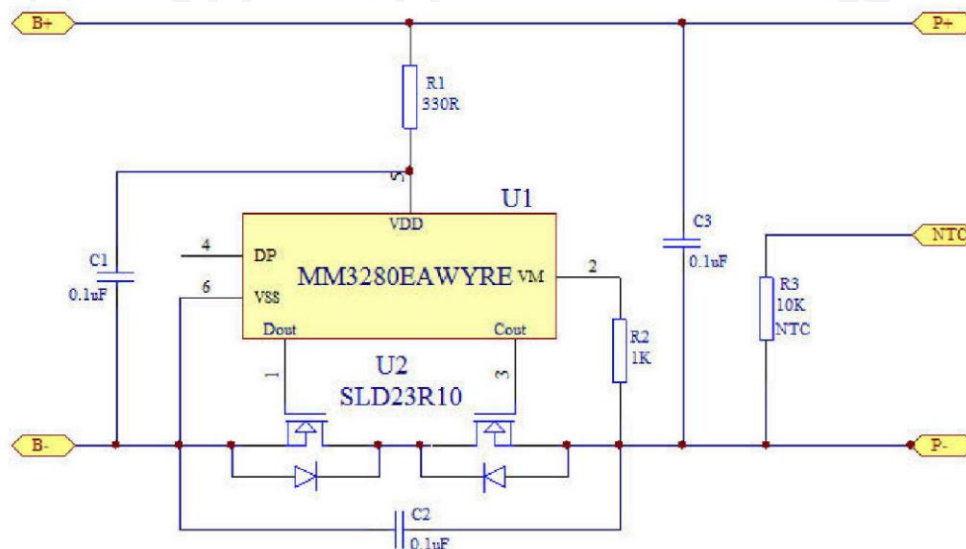 B+
P+
R1
330R
5
U1
VDD
C1
0.1uF
4
DP
6
VSS
MM3280EAWYRE
VM
2
C3
0.1uF
NTC
R3
10K
NTC
Dout
Cout
R2
1K
1
U2
SLD23R10
3
B-
P-
C2
0.1uF